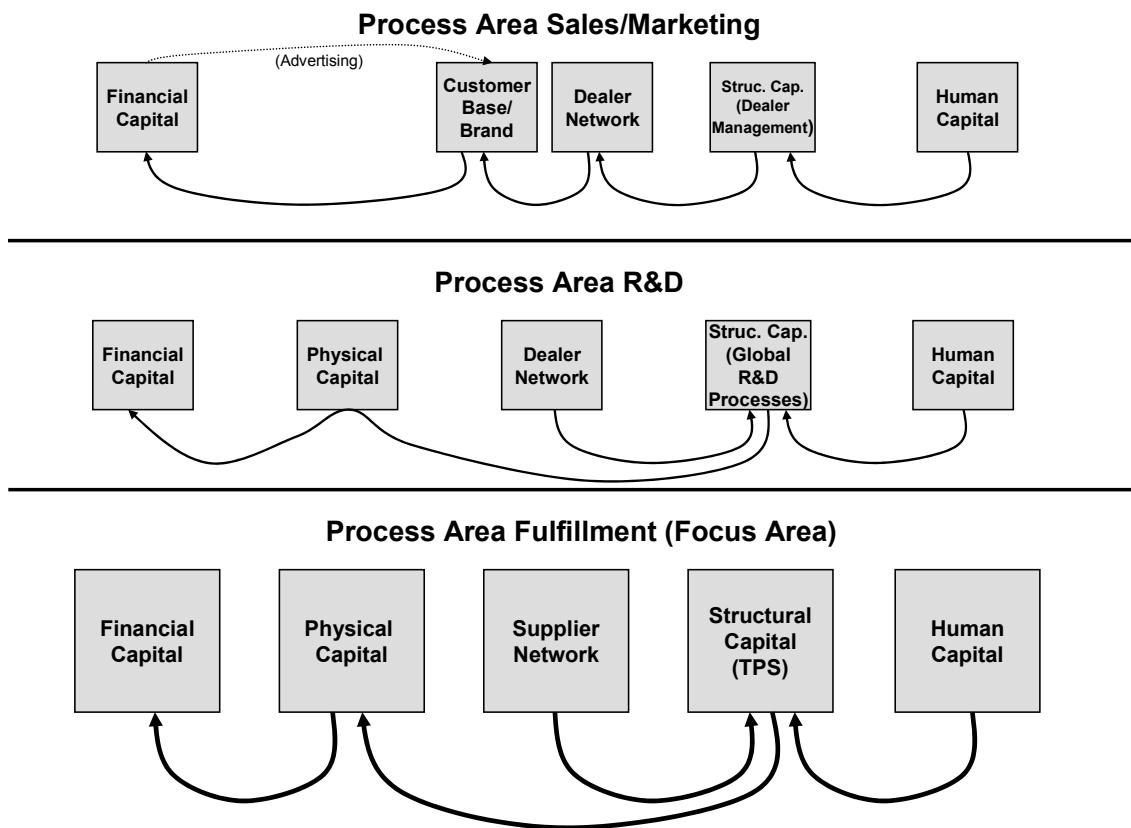 Process Area Sales/Marketing
(Advertising)
Financial
Capital
Customer
Base/
Brand
Dealer
Network
Struc. Cap.
(Dealer
Management)
Human
Capital
Process Area R&D
Financial
Capital
Physical
Capital
Dealer
Network
Struc. Cap.
(Global
R&D
Processes)
Human
Capital
Process Area Fulfillment (Focus Area)
Financial
Capital
Physical
Capital
Supplier
Network
Structural
Capital
(TPS)
Human
Capital